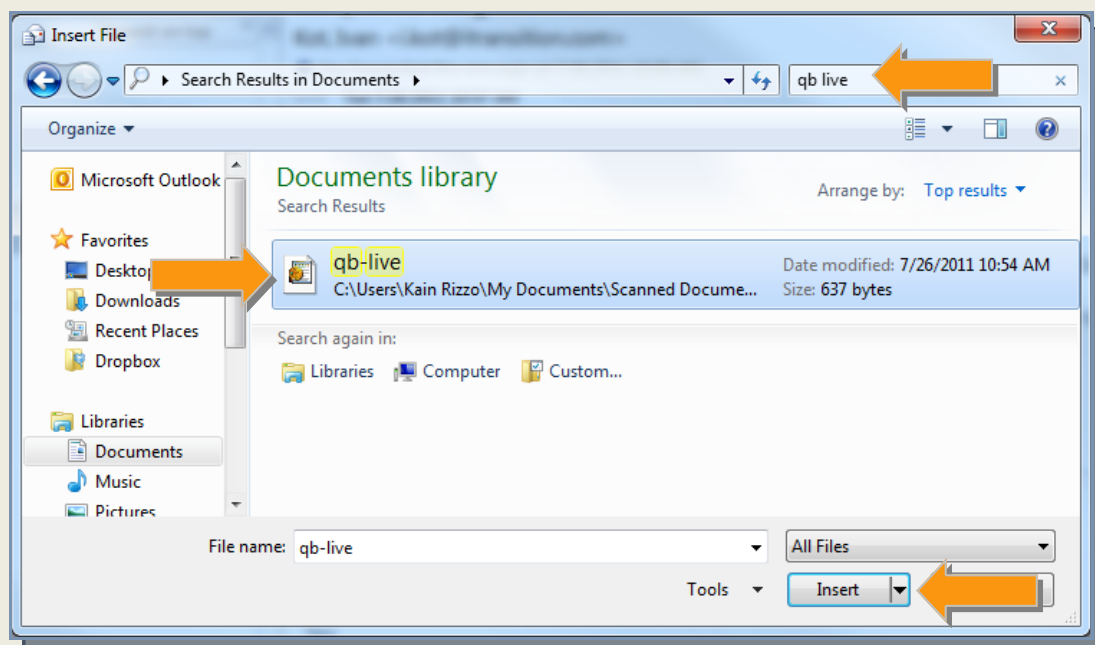 Insert File
Search Results in Documents
qb live
Organize
Microsoft Outlook
Favorites
Desktop
Downloads
Recent Places
Dropbox
Libraries
Documents
Music
Pictures
Documents library
Search Results
Arrange by: Top results
qb-live
C:\Users\Kain Rizzo\My Documents\Scanned Docume...
Date modified: 7/26/2011 10:54 AM
Size: 637 bytes
Search again in:
Libraries Computer Custom...
File name: qb-live
All Files
Tools Insert